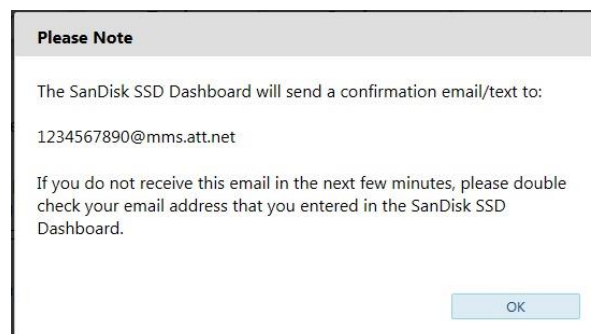 Please Note
The SanDisk SSD Dashboard will send a confirmation email/text to:
1234567890@mms.att.net
If you do not receive this email in the next few minutes, please double
check your email address that you entered in the SanDisk SSD
Dashboard.
OK